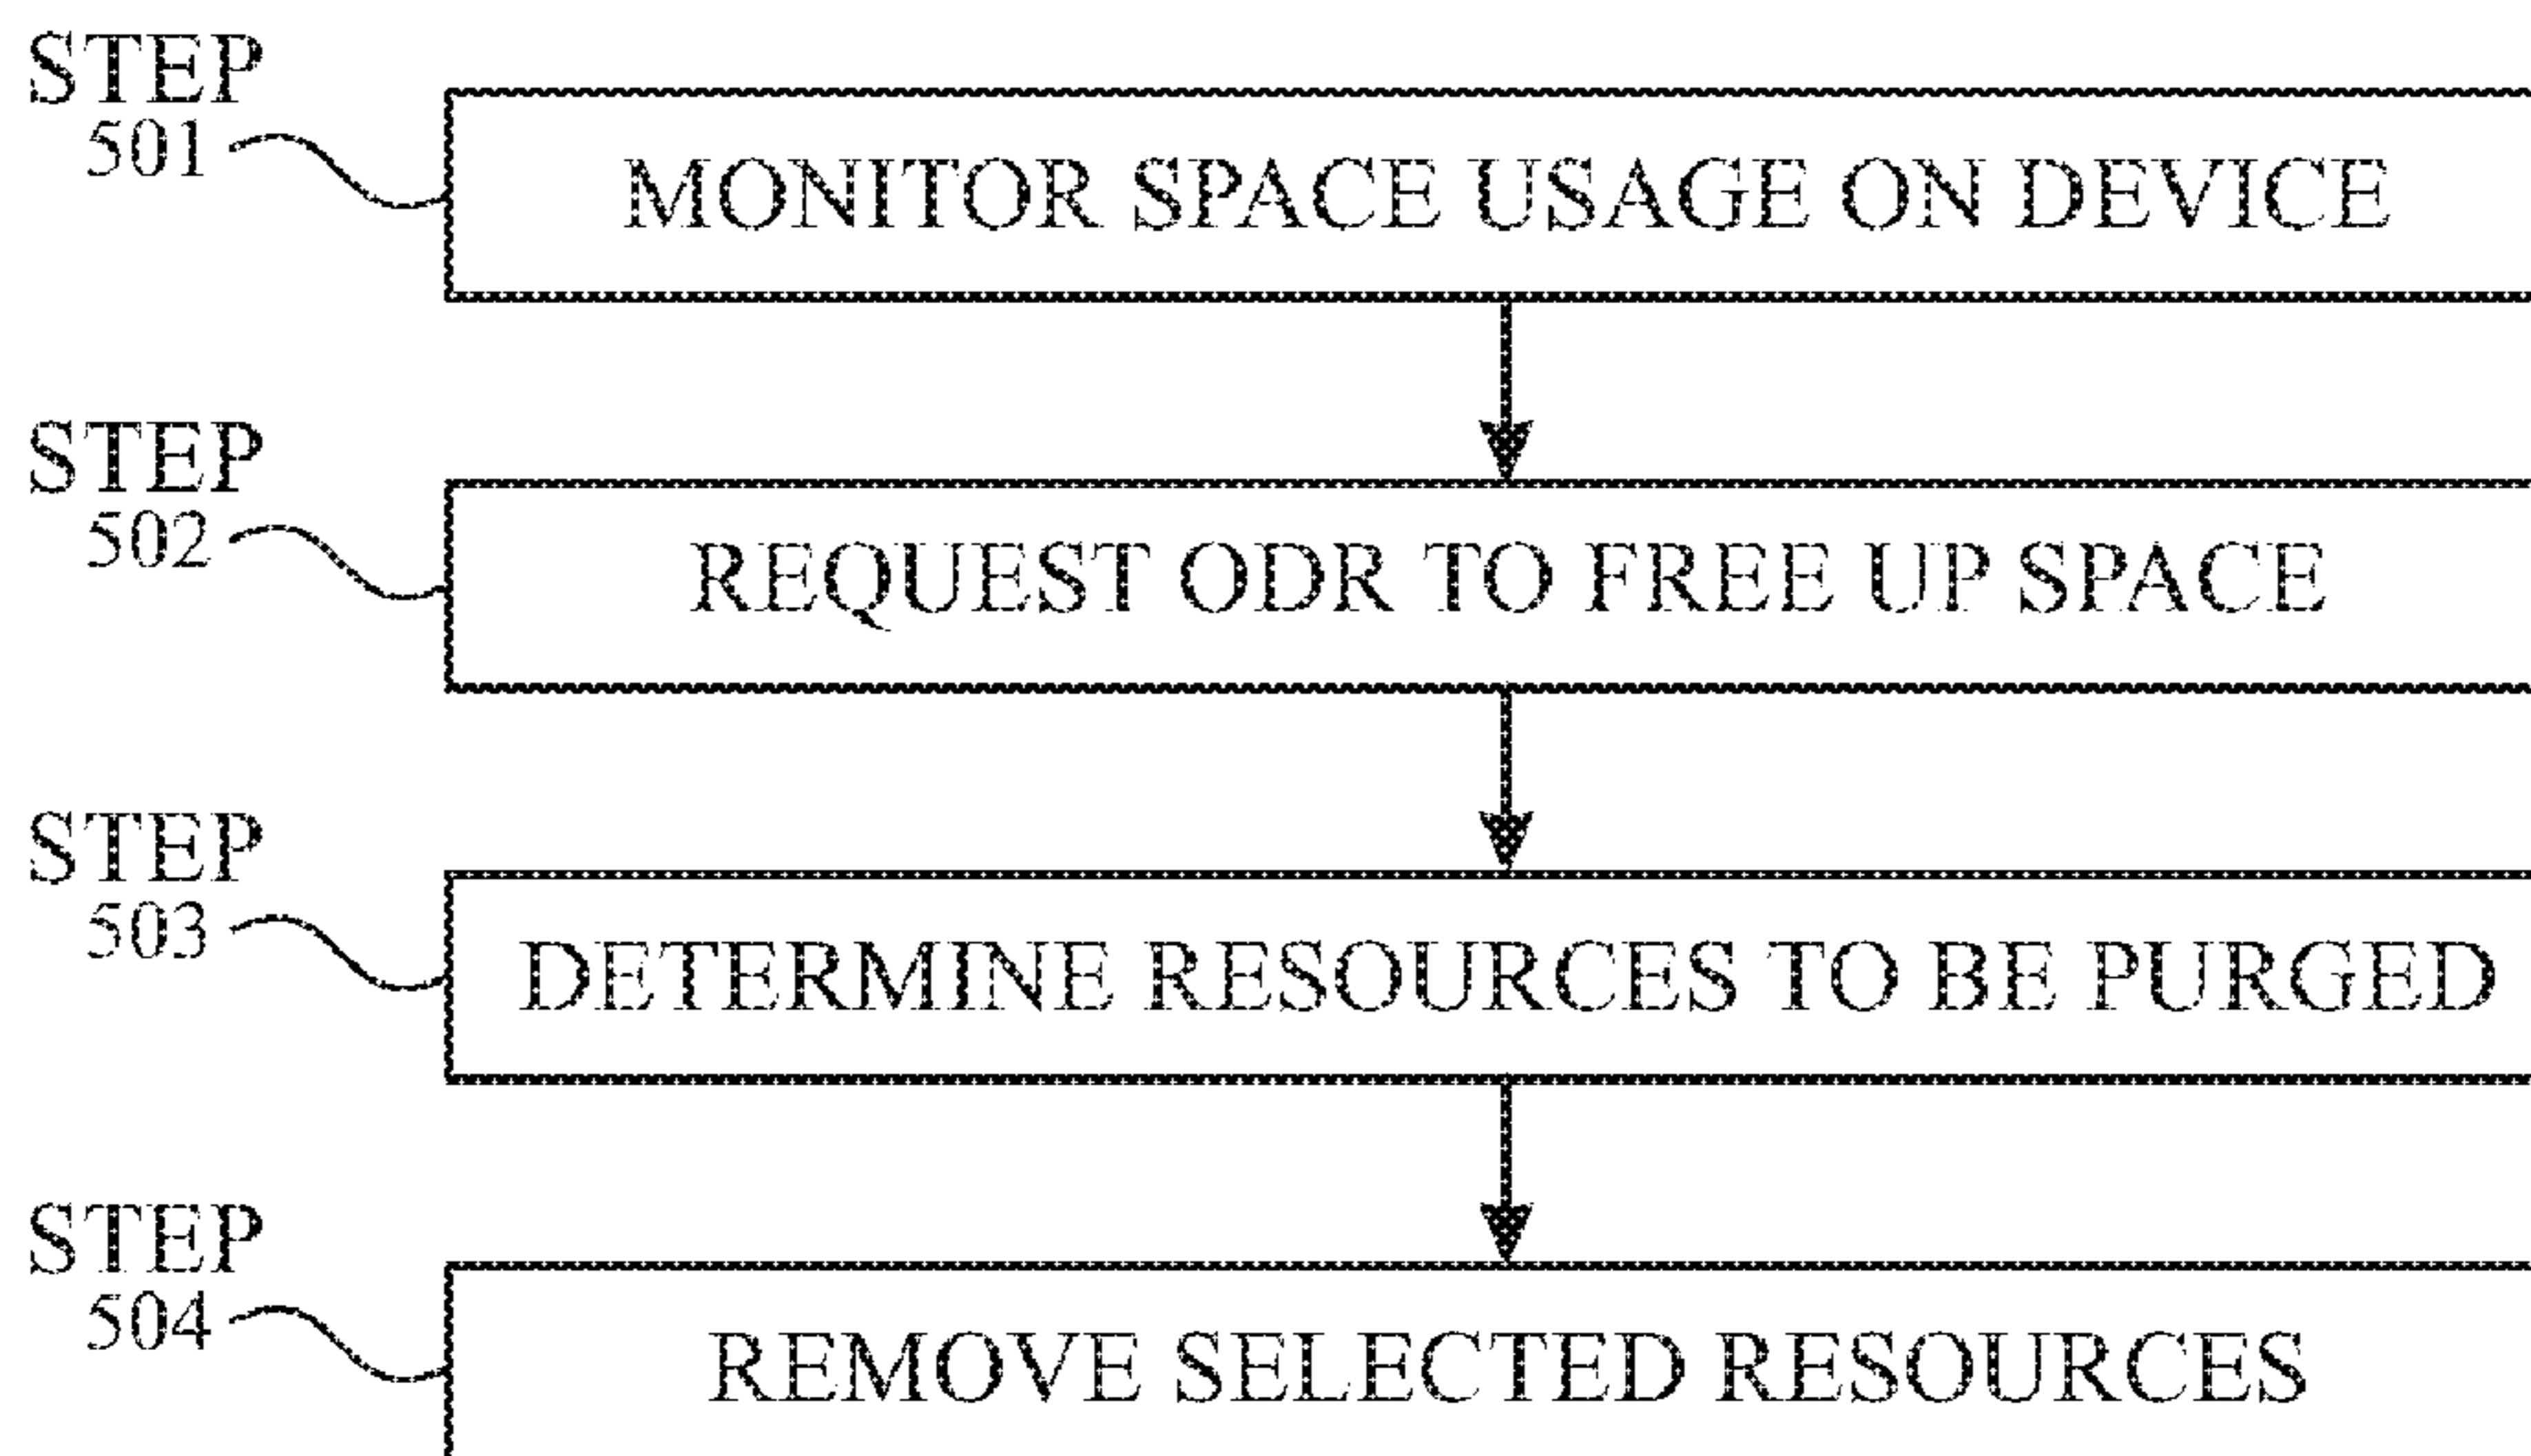 STEP
501
MONITOR SPACE USAGE ON DEVICE
STEP
502
REQUEST ODR TO FREE UP SPACE
STEP
503
DETERMINE RESOURCES TO BE PURGED
STEP
504
REMOVE SELECTED RESOURCES